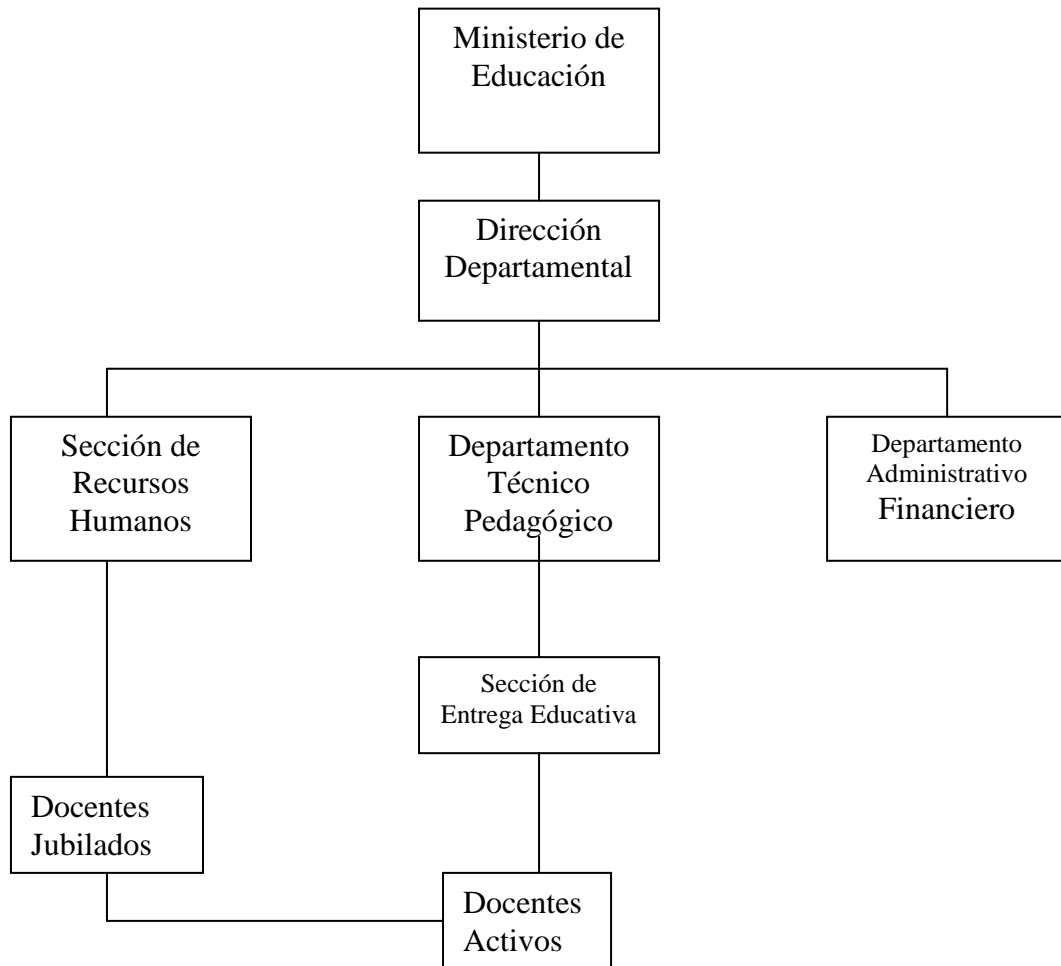 Ministerio de
Educación
Dirección
Departamental
Sección de
Recursos
Humanos
Departamento
Técnico
Pedagógico
Departamento
Administrativo
Financiero
Sección de
Entrega Educativa
Docentes
Jubilados
Docentes
Activos